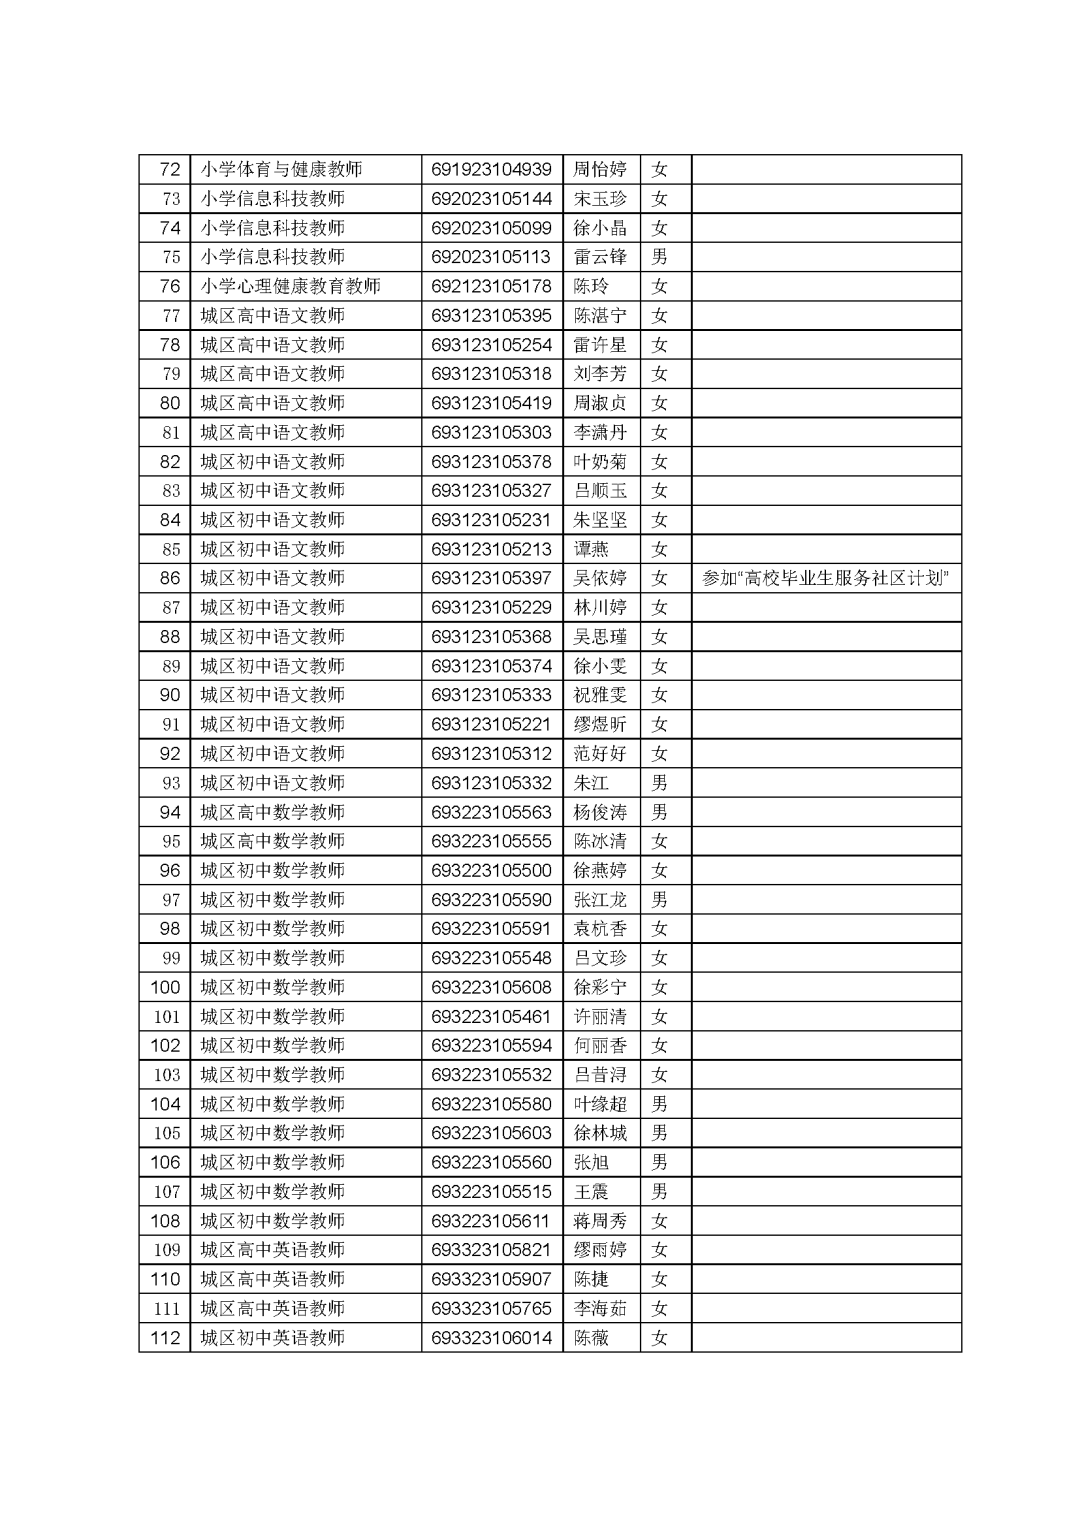 72 小学体育与健康教师 691923104939 周怡婷 女
73 小学信息科技教师 692023105144 宋玉珍 女
74 小学信息科技教师 692023105099 徐小晶 女
75 小学信息科技教师 692023105113 雷云锋 男
76 小学心理健康教育教师 692123105178 陈玲 女
77 城区高中语文教师 693123105395 陈湛宁 女
78 城区高中语文教师 693123105254 雷许星 女
79 城区高中语文教师 693123105318 刘李芳 女
80 城区高中语文教师 693123105419 周淑贞 女
81 城区高中语文教师 693123105303 李潇丹 女
82 城区初中语文教师 693123105378 叶奶菊 女
83 城区初中语文教师 693123105327 吕顺玉 女
84 城区初中语文教师 693123105231 朱坚坚 女
85 城区初中语文教师 693123105213 谭燕 女
86 城区初中语文教师 693123105397 吴依婷 女 参加“高校毕业生服务社区计划”
87 城区初中语文教师 693123105229 林川婷 女
88 城区初中语文教师 693123105368 吴思瑾 女
89 城区初中语文教师 693123105374 徐小雯 女
90 城区初中语文教师 693123105333 祝雅雯 女
91 城区初中语文教师 693123105221 缪煜昕 女
92 城区初中语文教师 693123105312 范好好 女
93 城区初中语文教师 693123105332 朱江 男
94 城区高中数学教师 693223105563 杨俊涛 男
95 城区高中数学教师 693223105555 陈冰清 女
96 城区初中数学教师 693223105500 徐燕婷 女
97 城区初中数学教师 693223105590 张江龙 男
98 城区初中数学教师 693223105591 袁杭香 女
99 城区初中数学教师 693223105548 吕文珍 女
100 城区初中数学教师 693223105608 徐彩宁 女
101 城区初中数学教师 693223105461 许丽清 女
102 城区初中数学教师 693223105594 何丽香 女
103 城区初中数学教师 693223105532 吕昔浔 女
104 城区初中数学教师 693223105580 叶缘超 男
105 城区初中数学教师 693223105603 徐林城 男
106 城区初中数学教师 693223105560 张旭 男
107 城区初中数学教师 693223105515 王震 男
108 城区初中数学教师 693223105611 蒋周秀 女
109 城区高中英语教师 693323105821 缪雨婷 女
110 城区高中英语教师 693323105907 陈捷 女
111 城区高中英语教师 693323105765 李海茹 女
112 城区初中英语教师 693323106014 陈薇 女